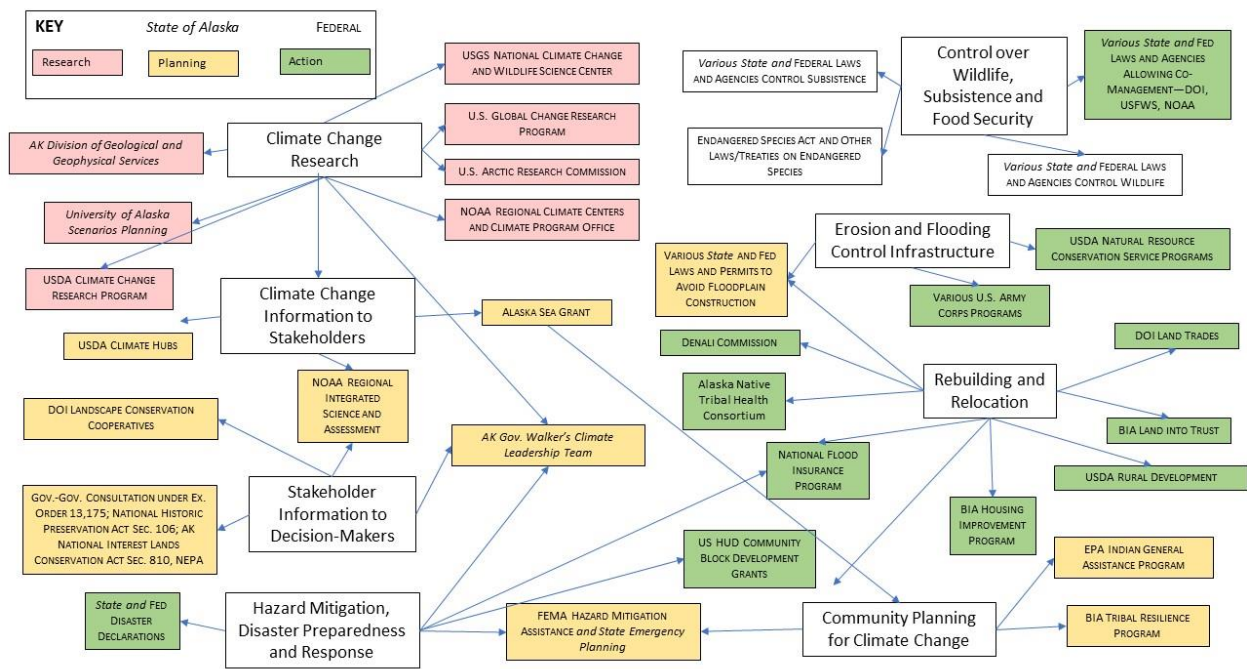 KEY
State of Alaska
FEDERAL
Research
Planning
Action
USGS NATIONAL CLIMATE CHANGE
AND WILDLIFE SCIENCE CENTER
U.S. GLOBAL CHANGE RESEARCH
PROGRAM
Climate Change
Research
AK Division of Geological and
Geophysical Services
U.S. ARCTIC RESEARCH COMMISSION
University of Alaska
Scenarios Planning
NOAA REGIONAL CLIMATE CENTERS
AND CLIMATE PROGRAM OFFICE
USDA CLIMATE CHANGE
RESEARCH PROGRAM
Climate Change
Information to
Stakeholders
ALASKA SEA GRANT
USDA CLIMATE HUBS
NOAA REGIONAL
INTEGRATED
SCIENCE AND
ASSESSMENT
DOI LANDSCAPE CONSERVATION
COOPERATIVES
AK Gov. Walker's Climate
Leadership Team
Stakeholder
Information to
Decision-Makers
GOV.-GOV. CONSULTATION UNDER EX.
ORDER 13,175; NATIONAL HISTORIC
PRESERVATION ACT SEC. 106; AK
NATIONAL INTEREST LANDS
CONSERVATION ACT SEC. 810, NEPA
State and FED
DISASTER
DECLARATIONS
Hazard Mitigation,
Disaster Preparedness
and Response
FEMA HAZARD MITIGATION
ASSISTANCE and State Emergency
Planning
Various State and FEDERAL LAWS
AND AGENCIES CONTROL SUBSISTENCE
Control over
Wildlife,
Subsistence and
Food Security
Various State and FED
LAWS AND AGENCIES
ALLOWING CO-
MANAGEMENT—DOI,
USFWS, NOAA
ENDANGERED SPECIES ACT AND OTHER
LAWS/TREATIES ON ENDANGERED
SPECIES
Various State and FEDERAL LAWS
AND AGENCIES CONTROL WILDLIFE
Erosion and Flooding
Control Infrastructure
USDA NATURAL RESOURCE
CONSERVATION SERVICE PROGRAMS
VARIOUS State AND FED
LAWS AND PERMITS TO
AVOID FLOODPLAIN
CONSTRUCTION
VARIOUS U.S. ARMY
CORPS PROGRAMS
DENALI COMMISSION
DOI LAND TRADES
Rebuilding and
Relocation
Alaska Native
Tribal Health
Consortium
BIA LAND INTO TRUST
NATIONAL FLOOD
INSURANCE
PROGRAM
USDA RURAL DEVELOPMENT
BIA HOUSING
IMPROVEMENT
PROGRAM
US HUD COMMUNITY
BLOCK DEVELOPMENT
GRANTS
EPA INDIAN GENERAL
ASSISTANCE PROGRAM
Community Planning
for Climate Change
BIA TRIBAL RESILIENCE
PROGRAM